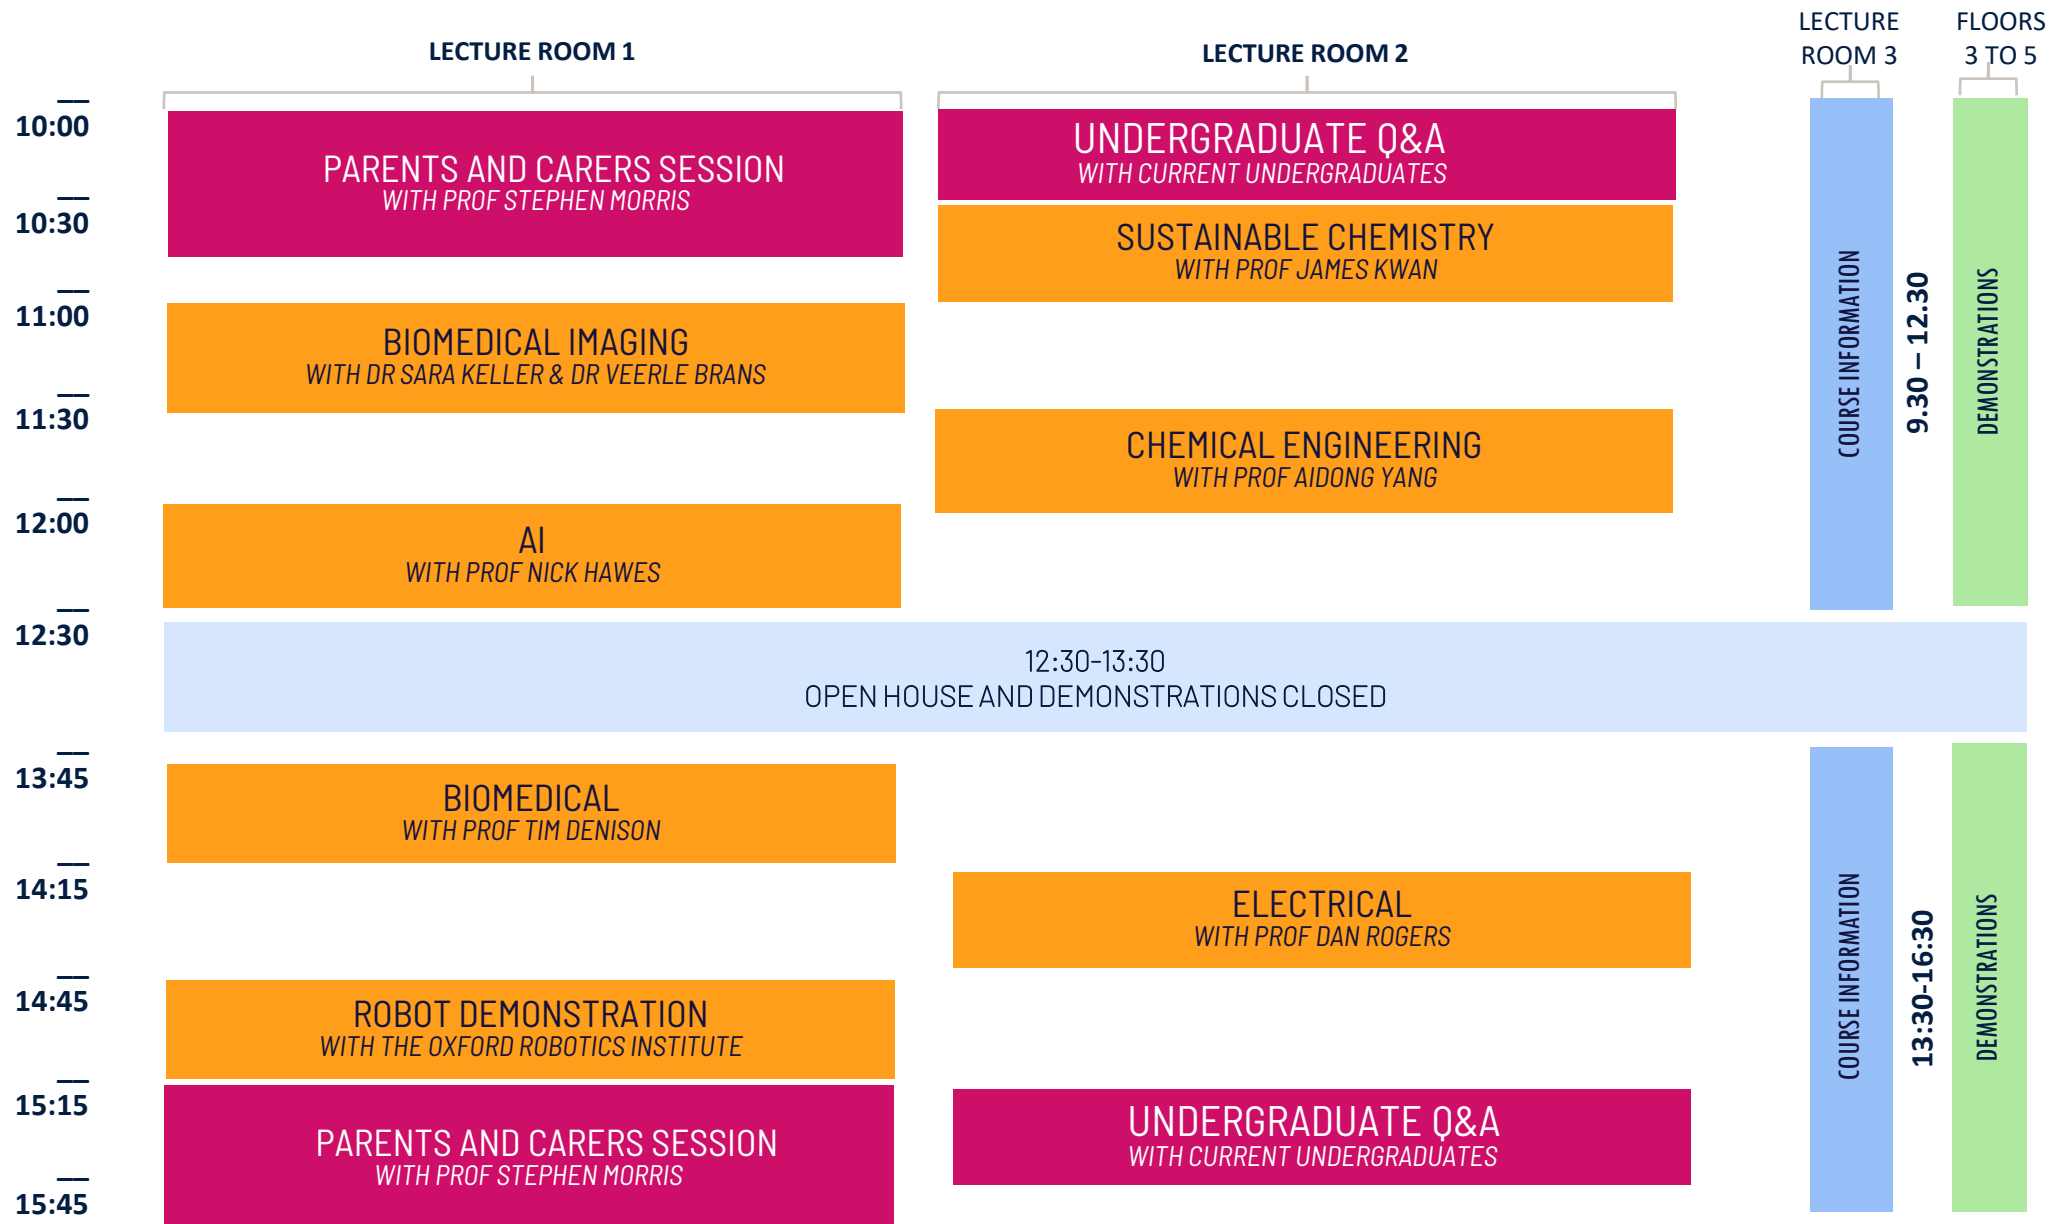 LECTURE ROOM 1
LECTURE ROOM 2
LECTURE
ROOM 3
FLOORS
3 TO 5
10:00
PARENTS AND CARERS SESSION
WITH PROF STEPHEN MORRIS
UNDERGRADUATE Q&A
WITH CURRENT UNDERGRADUATES
10:30
SUSTAINABLE CHEMISTRY
WITH PROF JAMES KWAN
11:00
BIOMEDICAL IMAGING
WITH DR SARA KELLER & DR VEERLE BRANS
11:30
CHEMICAL ENGINEERING
WITH PROF AIDONG YANG
12:00
AI
WITH PROF NICK HAWES
COURSE INFORMATION
9.30 – 12.30
DEMONSTRATIONS
12:30
12:30-13:30
OPEN HOUSE AND DEMONSTRATIONS CLOSED
13:45
BIOMEDICAL
WITH PROF TIM DENISON
14:15
ELECTRICAL
WITH PROF DAN ROGERS
14:45
ROBOT DEMONSTRATION
WITH THE OXFORD ROBOTICS INSTITUTE
15:15
PARENTS AND CARERS SESSION
WITH PROF STEPHEN MORRIS
UNDERGRADUATE Q&A
WITH CURRENT UNDERGRADUATES
15:45
COURSE INFORMATION
13:30-16:30
DEMONSTRATIONS